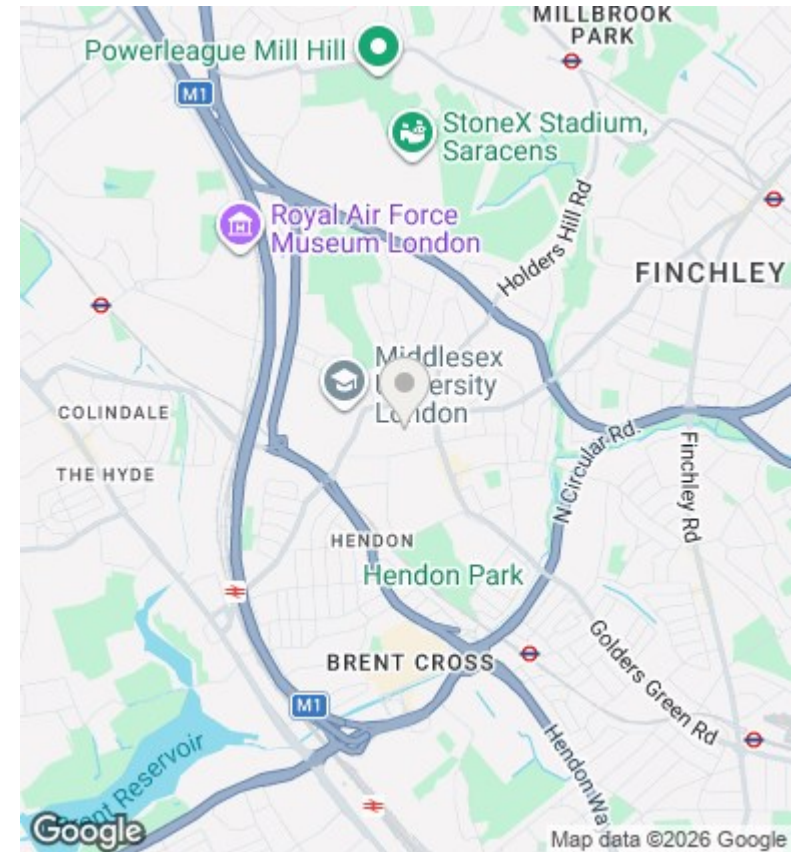 MILLBROOK
PARK
Powerleague Mill Hill
M1
StoneX Stadium,
Saracens
Royal Air Force
Museum London
Holders Hill Rd
FINCHLEY
Middlesex
University
London
COLINDALE
THE HYDE
N Circular Rd.
Finchley Rd
HENDON
Hendon Park
BRENT CROSS
Golders Green Rd
M1
Brent Reservoir
Hendon Way
Google
Map data ©2026 Google